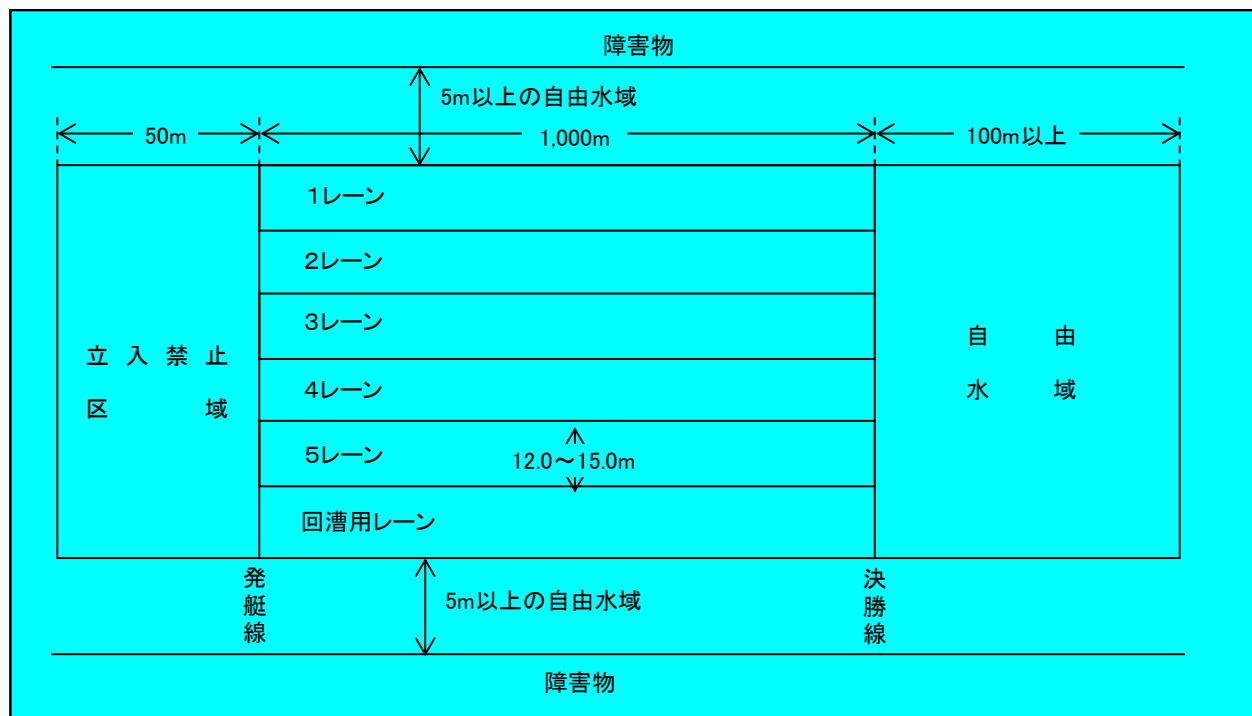 障害物
5m以上の自由水域
50m
1,000m
100m以上
1レーン
2レーン
3レーン
4レーン
5レーン
12.0～15.0m
回漕用レーン
立入禁止
区域
自由
水域
発艇線
決勝線
5m以上の自由水域
障害物